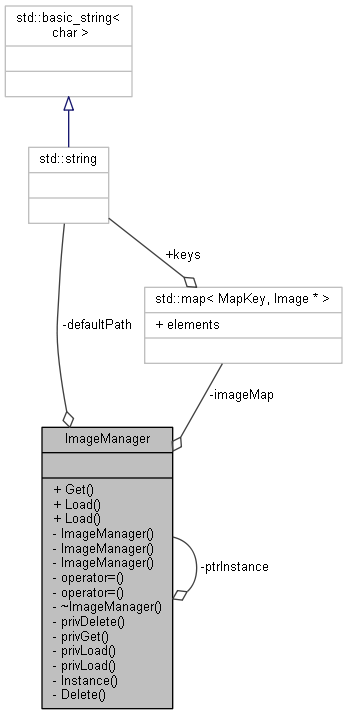 std::basic_string<
char >
std::string
+keys
std::map< MapKey, Image * >
+ elements
-defaultPath
-imageMap
ImageManager
+ Get()
+ Load()
+ Load()
- ImageManager()
- ImageManager()
- ImageManager()
- operator=()
- operator=()
- ~ImageManager()
- privDelete()
- privGet()
- privLoad()
- privLoad()
- Instance()
- Delete()
-ptrInstance